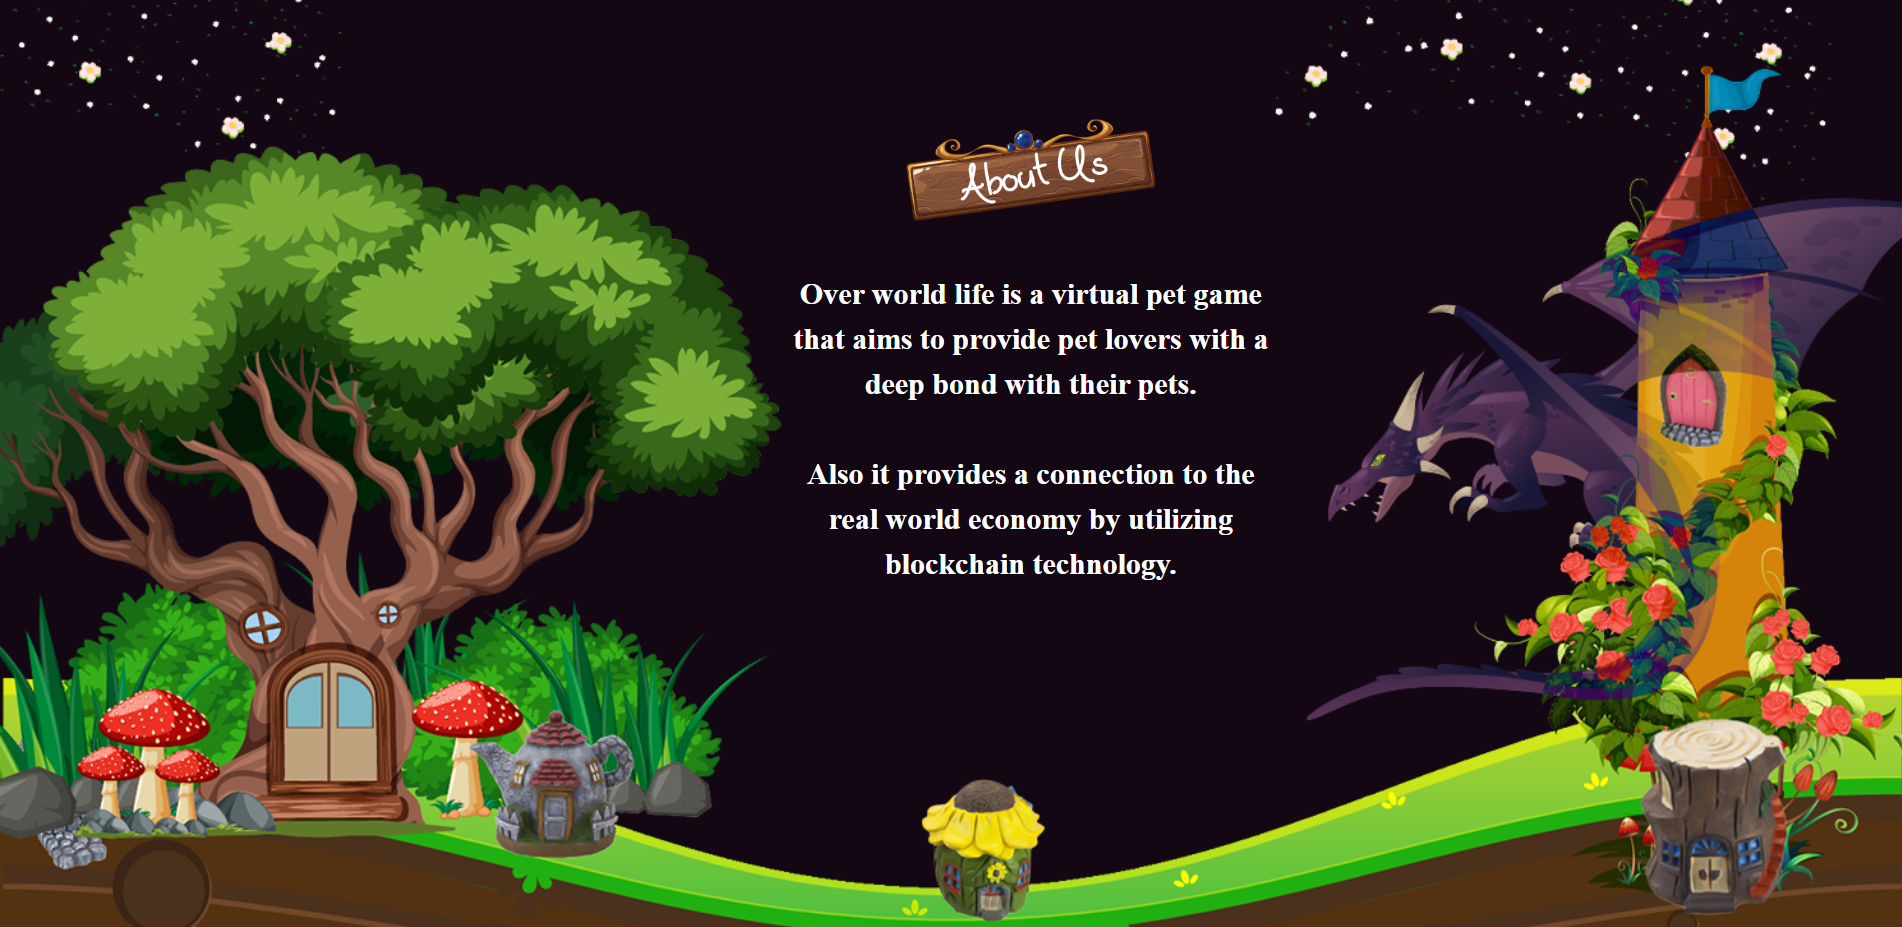 About Us
Over world life is a virtual pet game
that aims to provide pet lovers with a
deep bond with their pets.
Also it provides a connection to the
real world economy by utilizing
blockchain technology.